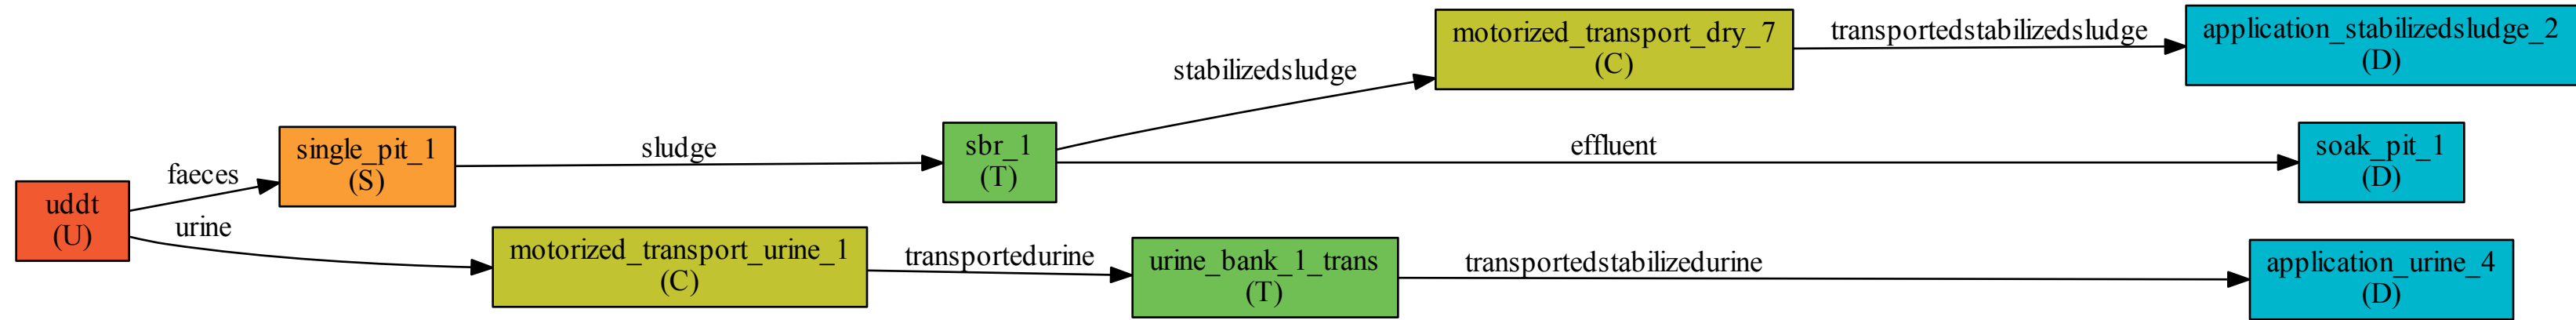 uddt
(U)
faeces
urine
single_pit_1
(S)
sludge
motorized_transport_urine_1
(C)
transportedurine
sbr_1
(T)
stabilizedsludge
effluent
urine_bank_1_trans
(T)
transportedstabilizedurine
motorized_transport_dry_7
(C)
transportedstabilizedsludge
application_stabilizedsludge_2
(D)
soak_pit_1
(D)
application_urine_4
(D)